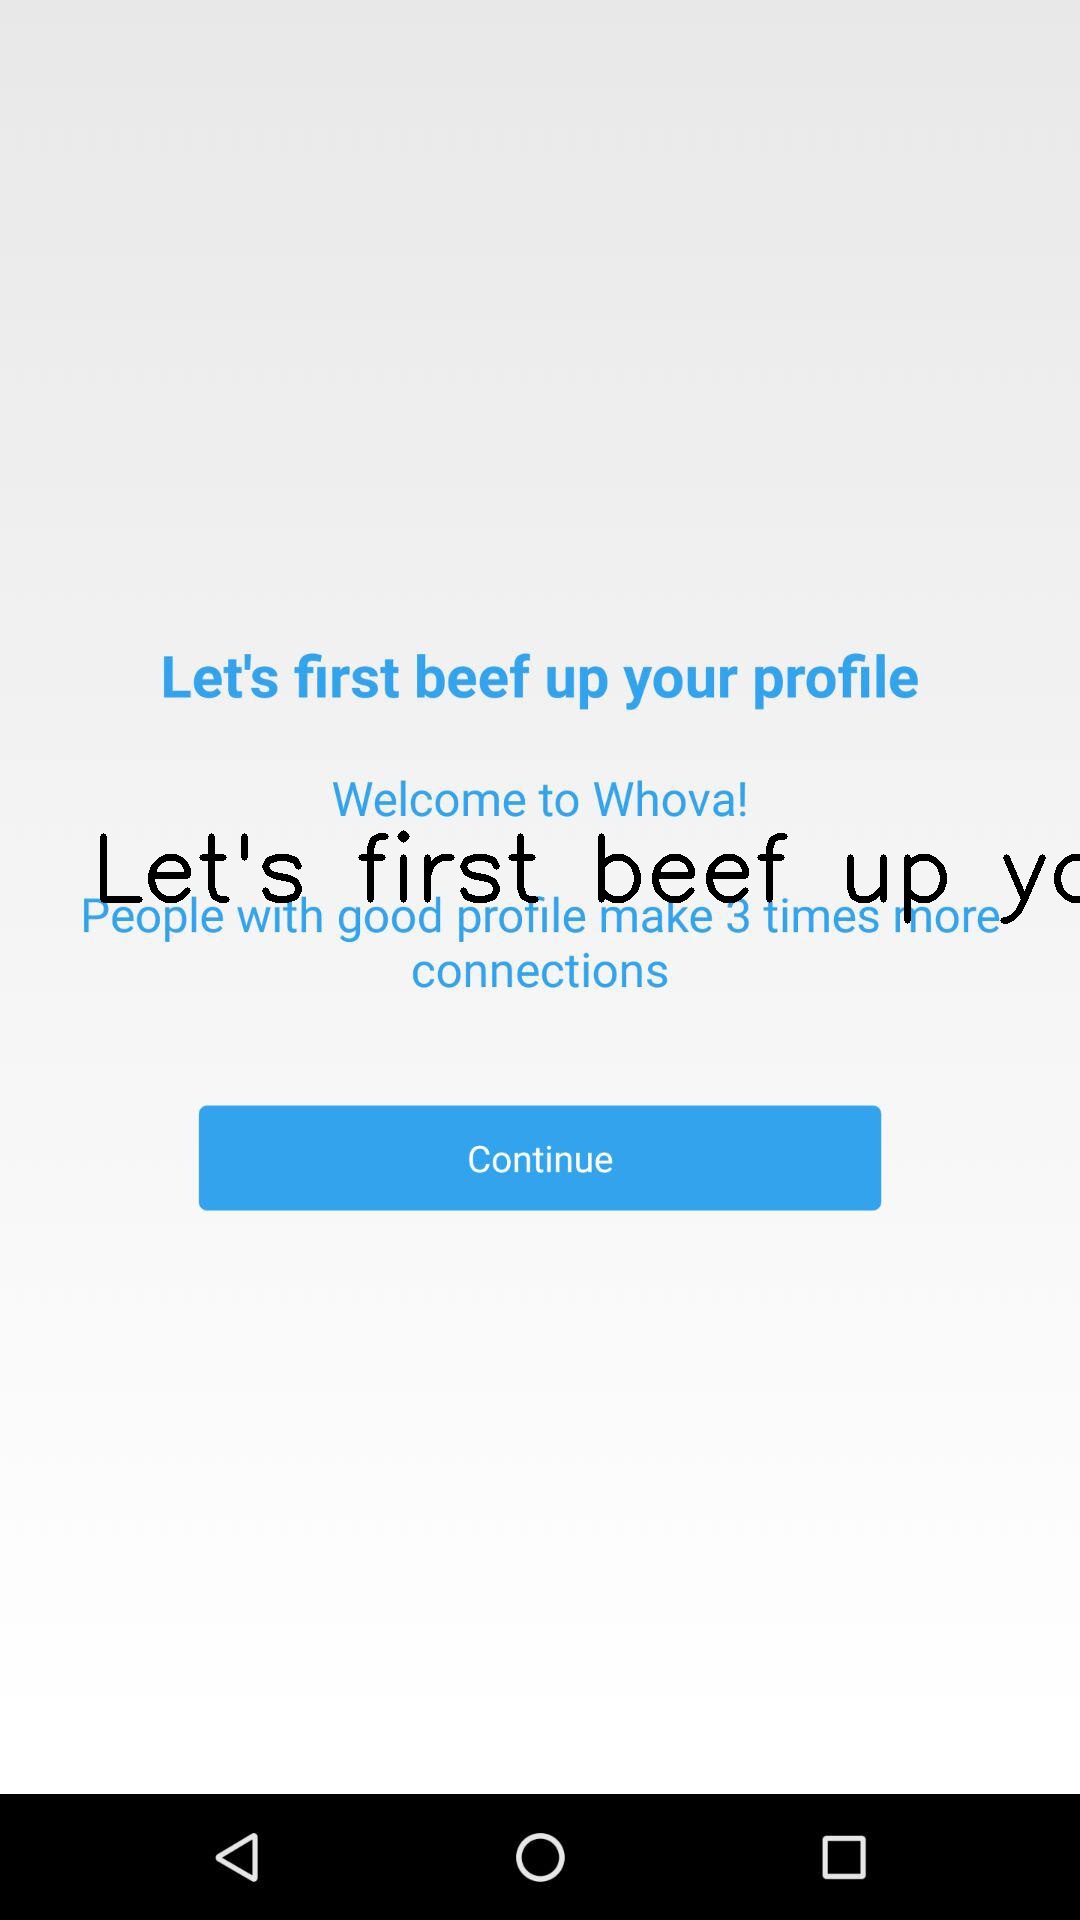 Let's first beef up your profile
Welcome to Whova!
Let's first beef up
People with good profile make 3 times more
connections
Continue